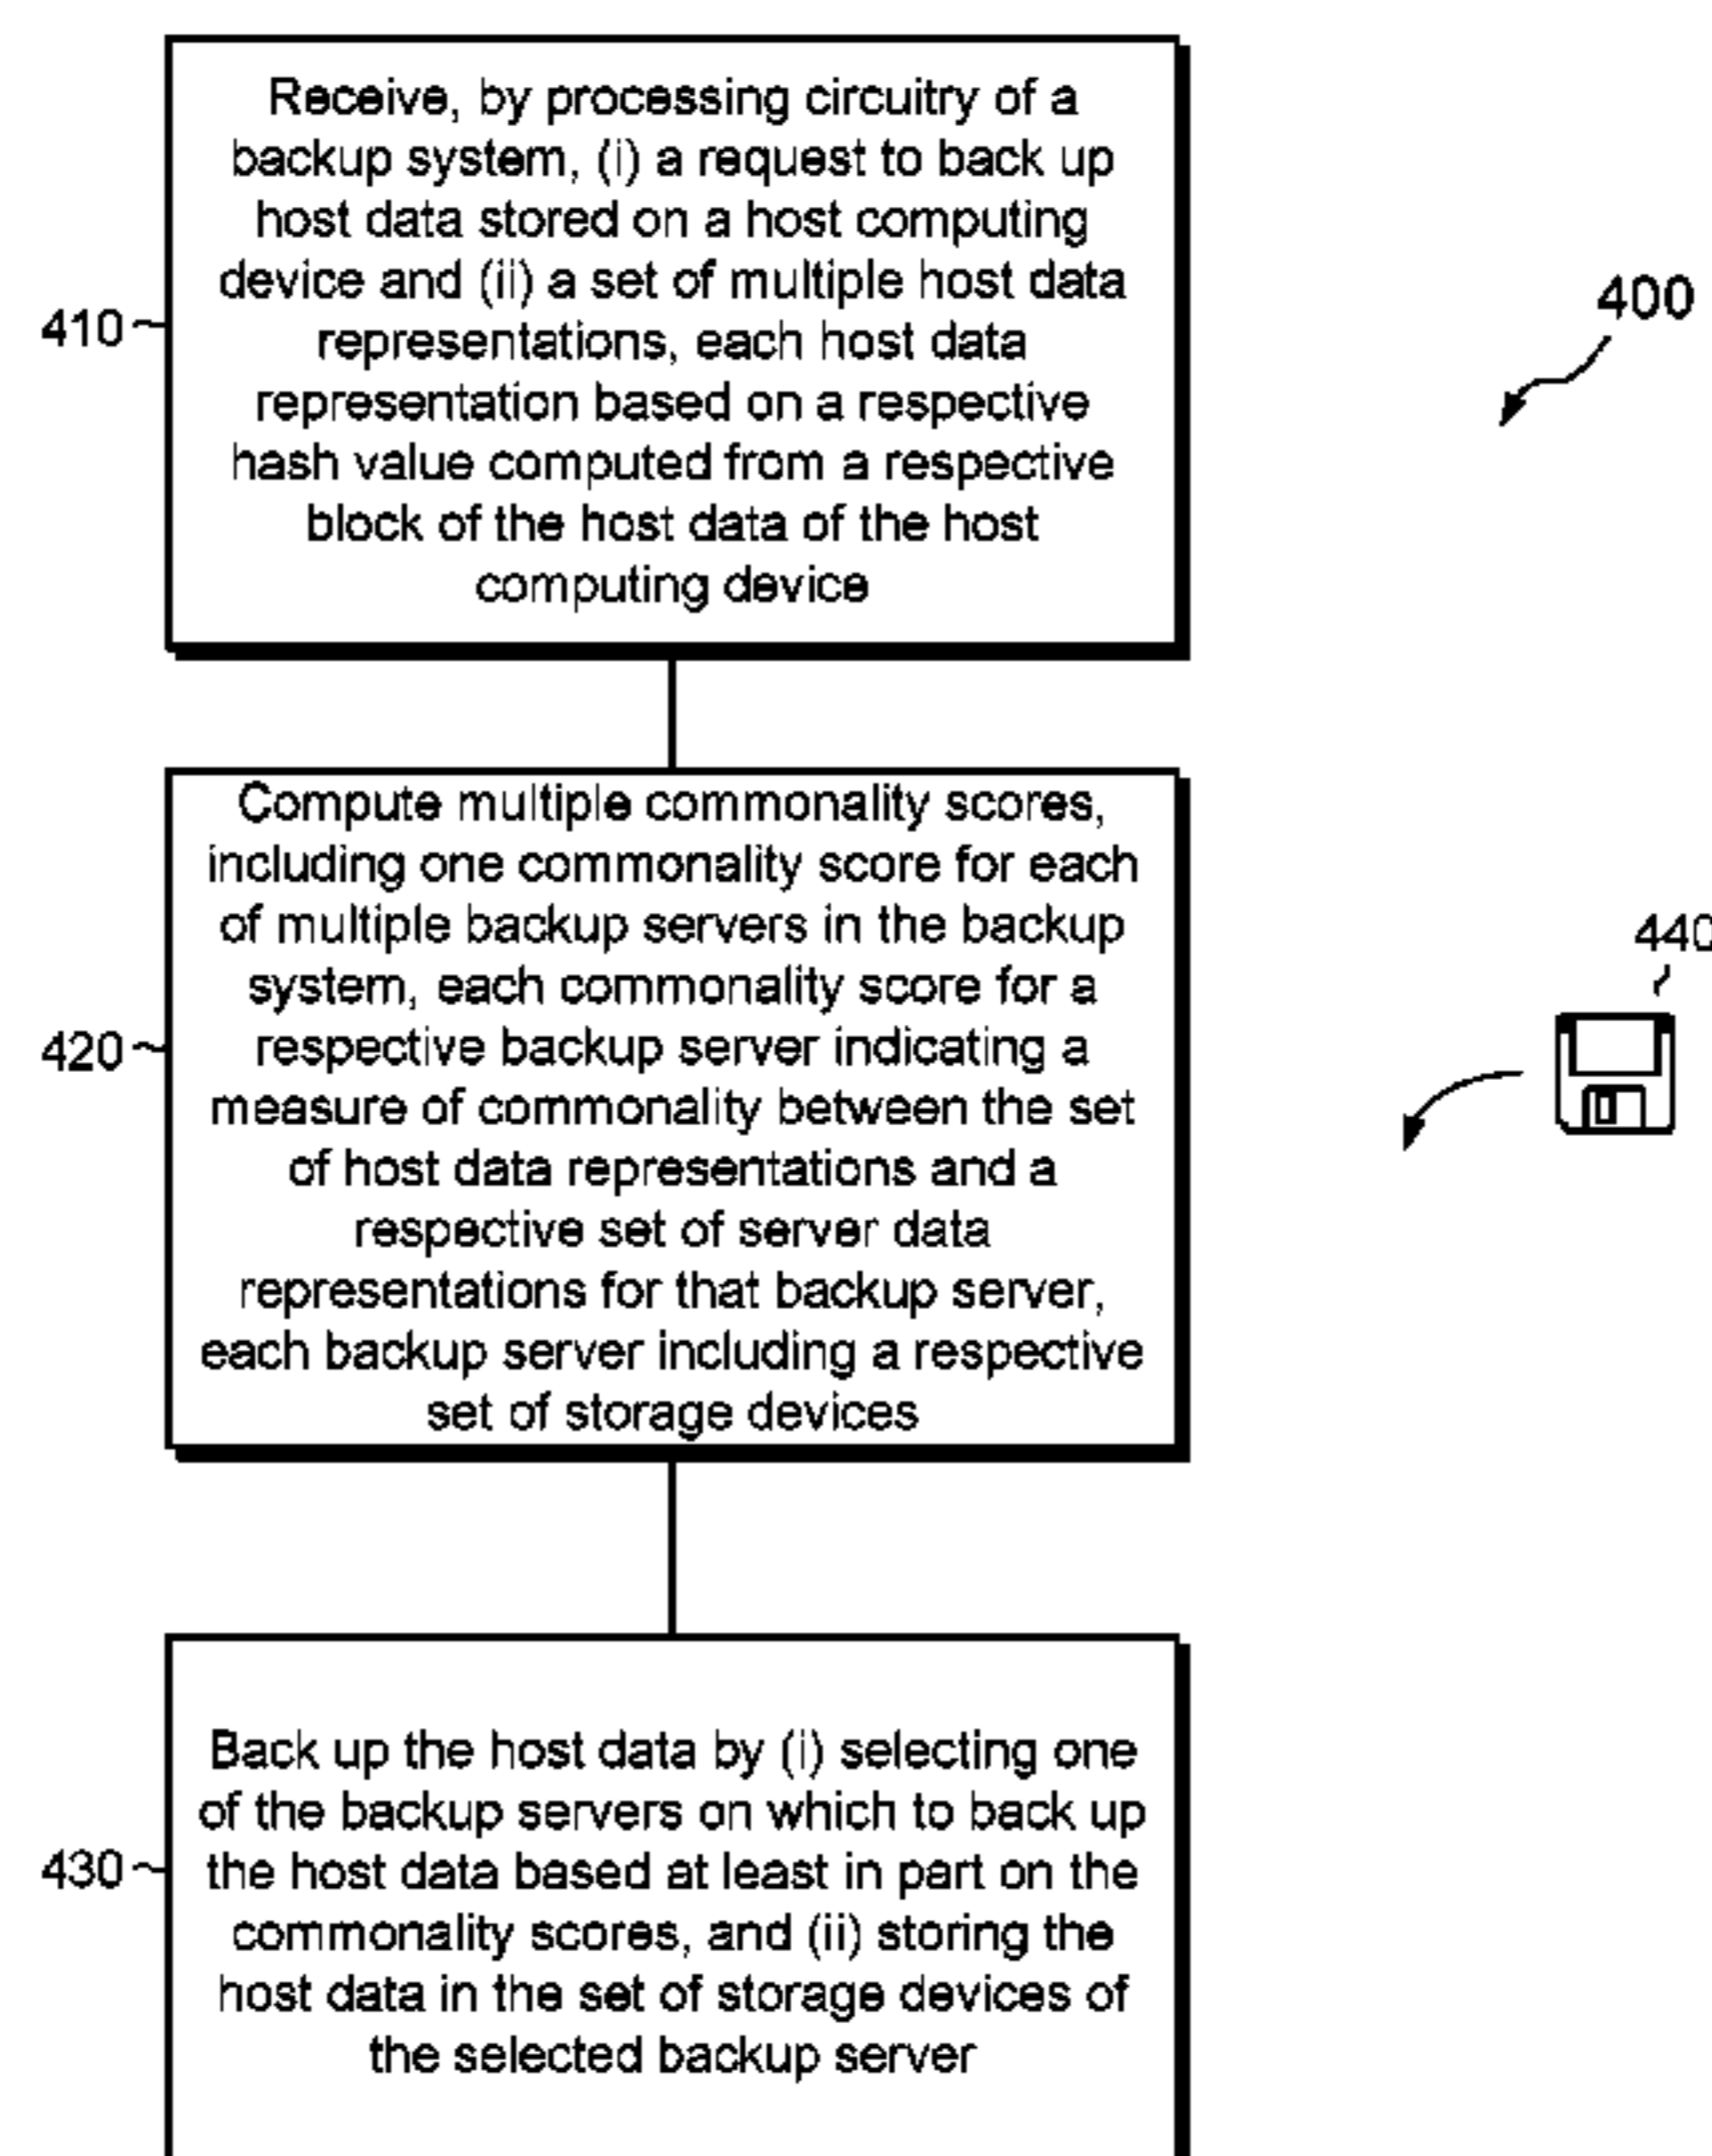 Receive, by processing circuitry of a
backup system, (i) a request to back up
host data stored on a host computing
device and (ii) a set of multiple host data
representations, each host data
representation based on a respective
hash value computed from a respective
block of the host data of the host
computing device
410
400
Compute multiple commonality scores,
including one commonality score for each
of multiple backup servers in the backup
system, each commonality score for a
respective backup server indicating a
measure of commonality between the set
of host data representations and a
respective set of server data
representations for that backup server,
each backup server including a respective
set of storage devices
420
440
Back up the host data by (i) selecting one
of the backup servers on which to back up
the host data based at least in part on the
commonality scores, and (ii) storing the
host data in the set of storage devices of
the selected backup server
430